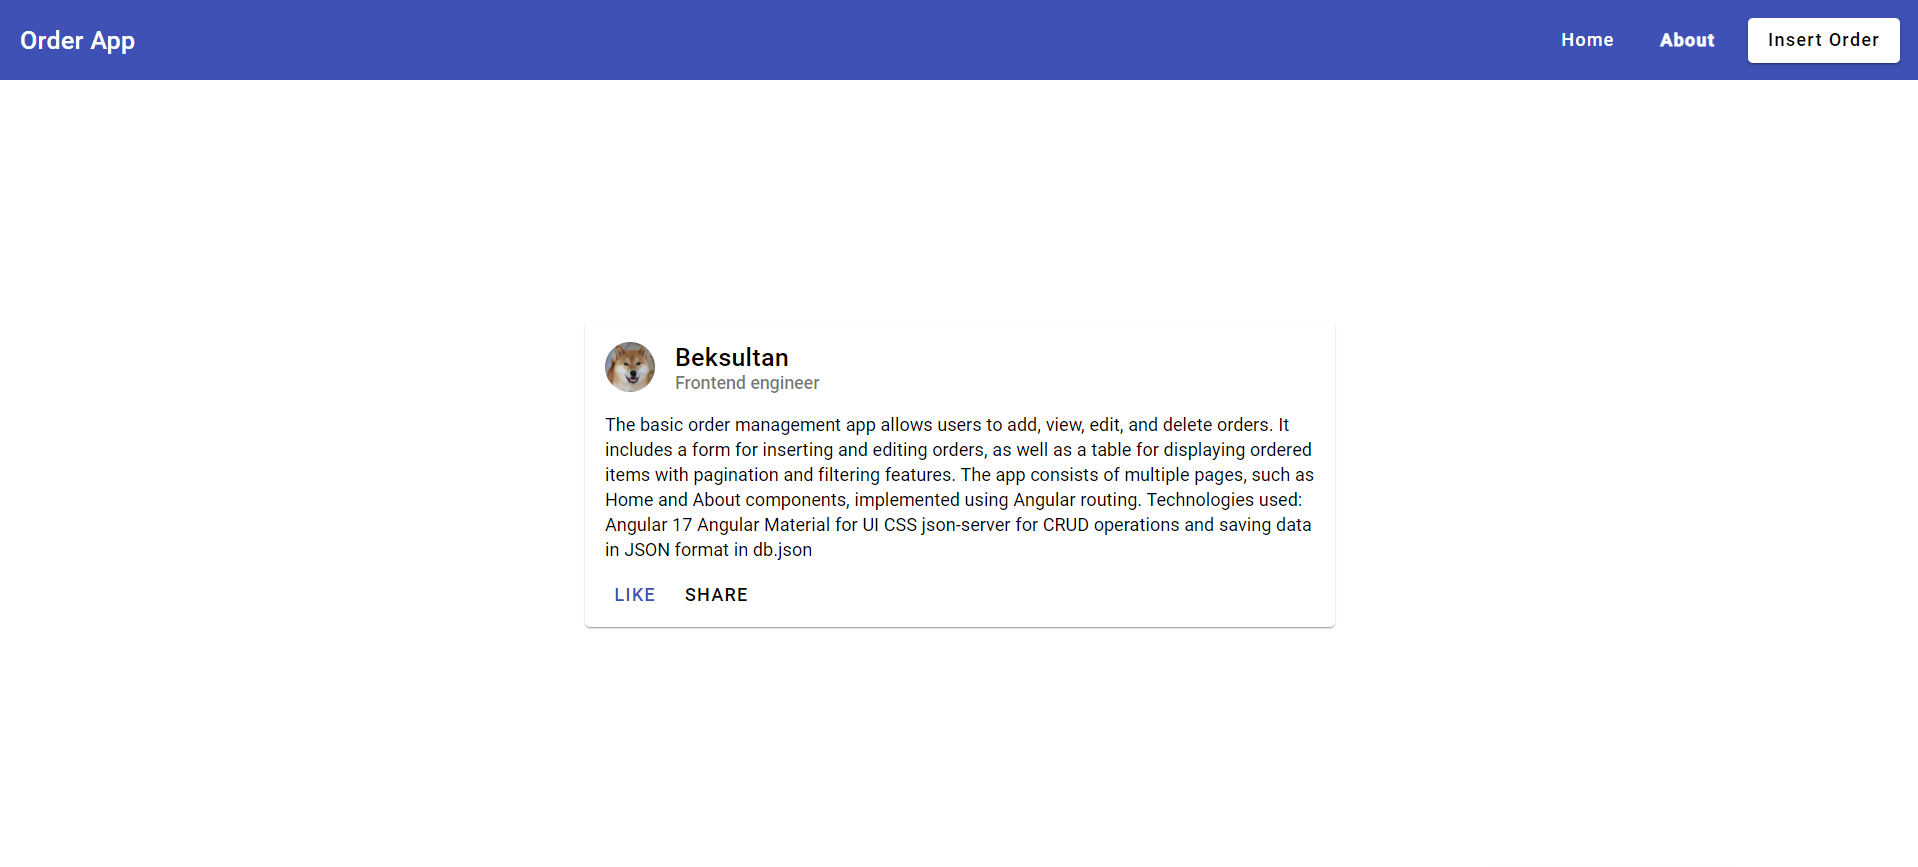 Order App
Home
About
Insert Order
Beksultan
Frontend engineer
The basic order management app allows users to add, view, edit, and delete orders. It
includes a form for inserting and editing orders, as well as a table for displaying ordered
items with pagination and filtering features. The app consists of multiple pages, such as
Home and About components, implemented using Angular routing. Technologies used:
Angular 17 Angular Material for UI CSS json-server for CRUD operations and saving data
in JSON format in db.json
LIKE
SHARE